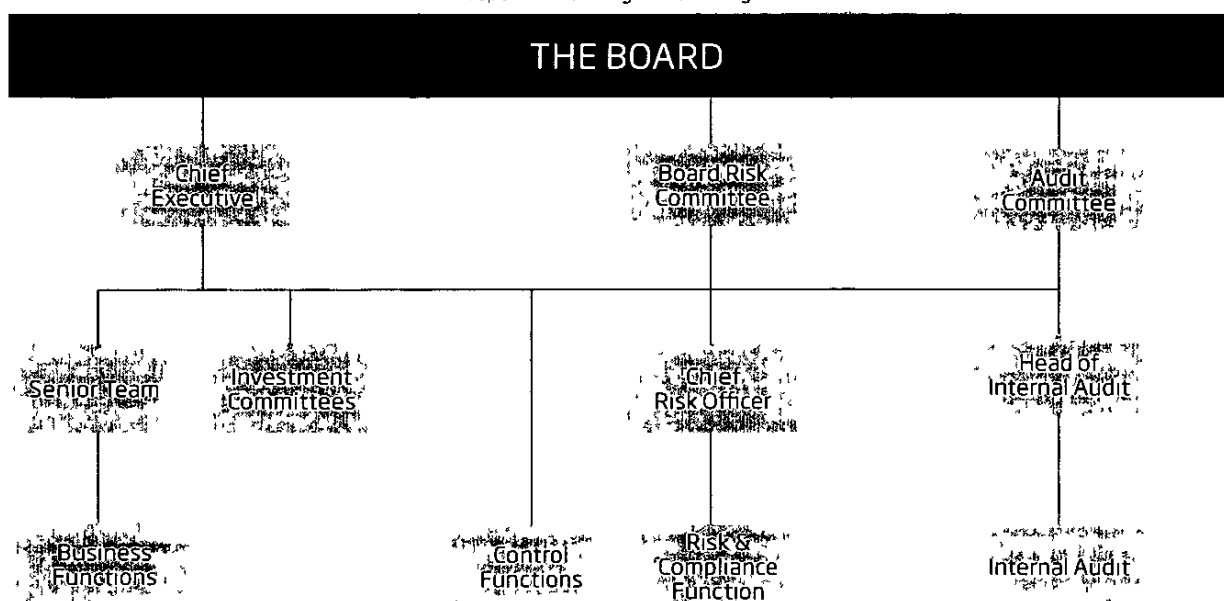 THE BOARD
Chief
Executive
Board Risk
Committee
Audit
Committee
Senior Team
Investment
Committees
Chief
Risk Officer
Head of
Internal Audit
Business
Functions
Control
Functions
Risk &
Compliance
Function
Internal Audit